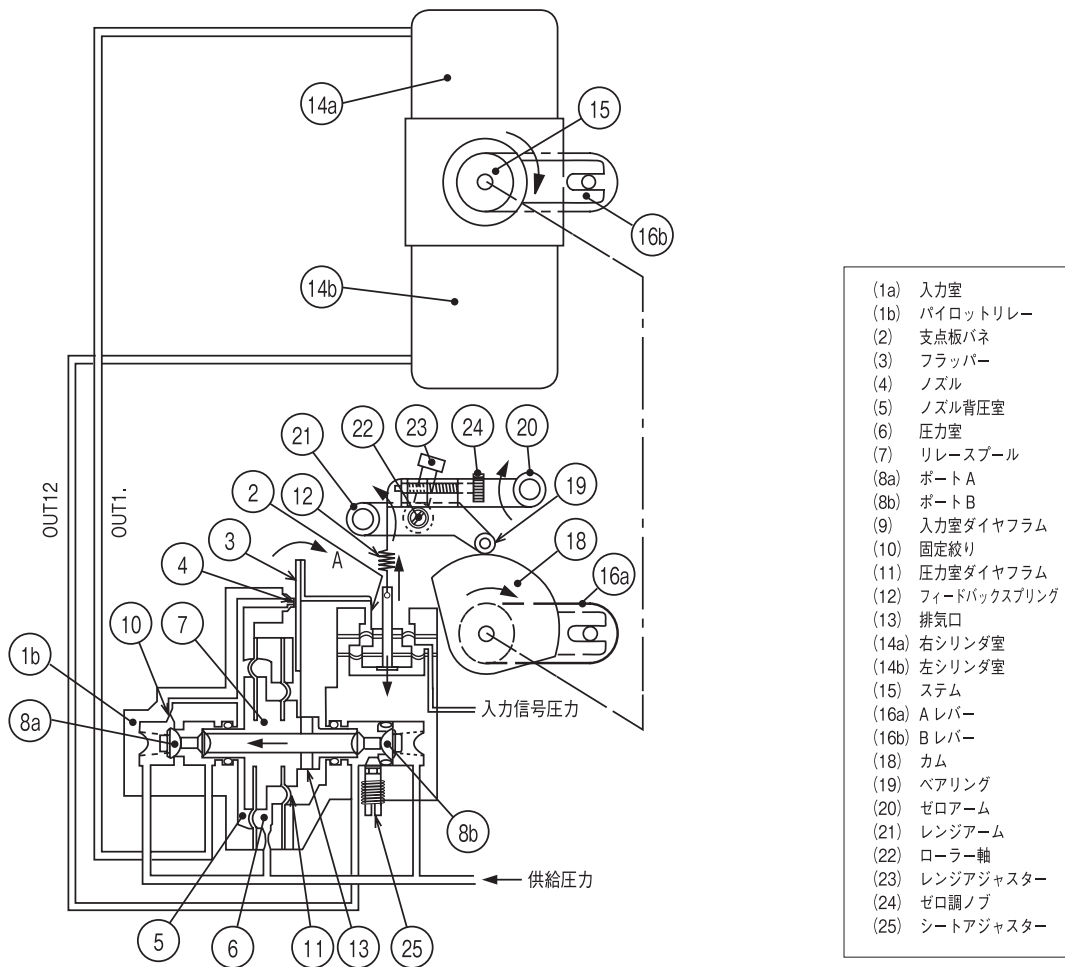 14a
15
16b
14b
OUT12
OUT1.
21
22
23
24
20
2
12
19
3
A
18
4
16a
10
7
1b
8a
入力信号圧力
8b
供給圧力
5
6
11
13
25
(1a) 入力室
(1b) パイロットリレー
(2) 支点板バネ
(3) フラッパー
(4) ノズル
(5) ノズル背圧室
(6) 圧力室
(7) リレースプール
(8a) ポートA
(8b) ポートB
(9) 入力室ダイヤフラム
(10) 固定絞り
(11) 圧力室ダイヤフラム
(12) フィードバックスプリング
(13) 排気口
(14a) 右シリンダ室
(14b) 左シリンダ室
(15) ステム
(16a) Aレバー
(16b) Bレバー
(18) カム
(19) ベアリング
(20) ゼロアーム
(21) レンジアーム
(22) ローラー軸
(23) レンジアジャスター
(24) ゼロ調ノブ
(25) シートアジャスター